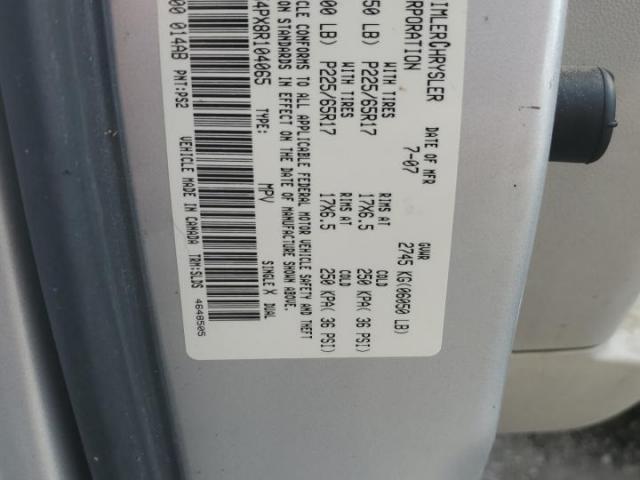 IMLERCHRYSLER
RPORATION
DATE OF MFR
7-07
GVWR
2745 KG(06050 LB)
50 LB)
WITH TIRES
P225/65R17
RIMS AT
17X6.5
COLD
250 KPA( 36 PSI)
00 LB)
WITH TIRES
P225/65R17
RIMS AT
17X6.5
COLD
250 KPA( 36 PSI)
CLE CONFORMS TO ALL APPLICABLE FEDERAL MOTOR VEHICLE SAFETY AND THEFT
ON STANDARDS IN EFFECT ON THE DATE OF MANUFACTURE SHOWN ABOVE.
4PX8R104065
MPV
SINGLE X DUAL
00 014AB
PNT:PS2
VEHICLE MADE IN CANADA
TRM:SLDS
4648505